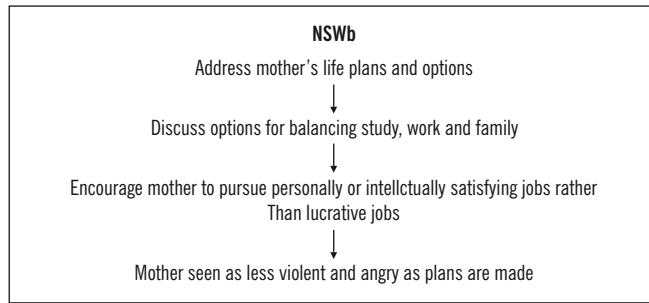 NSWb
Address mother’s life plans and options
Discuss options for balancing study, work and family
Encourage mother to pursue personally or intellctually satisfying jobs rather
Than lucrative jobs
Mother seen as less violent and angry as plans are made